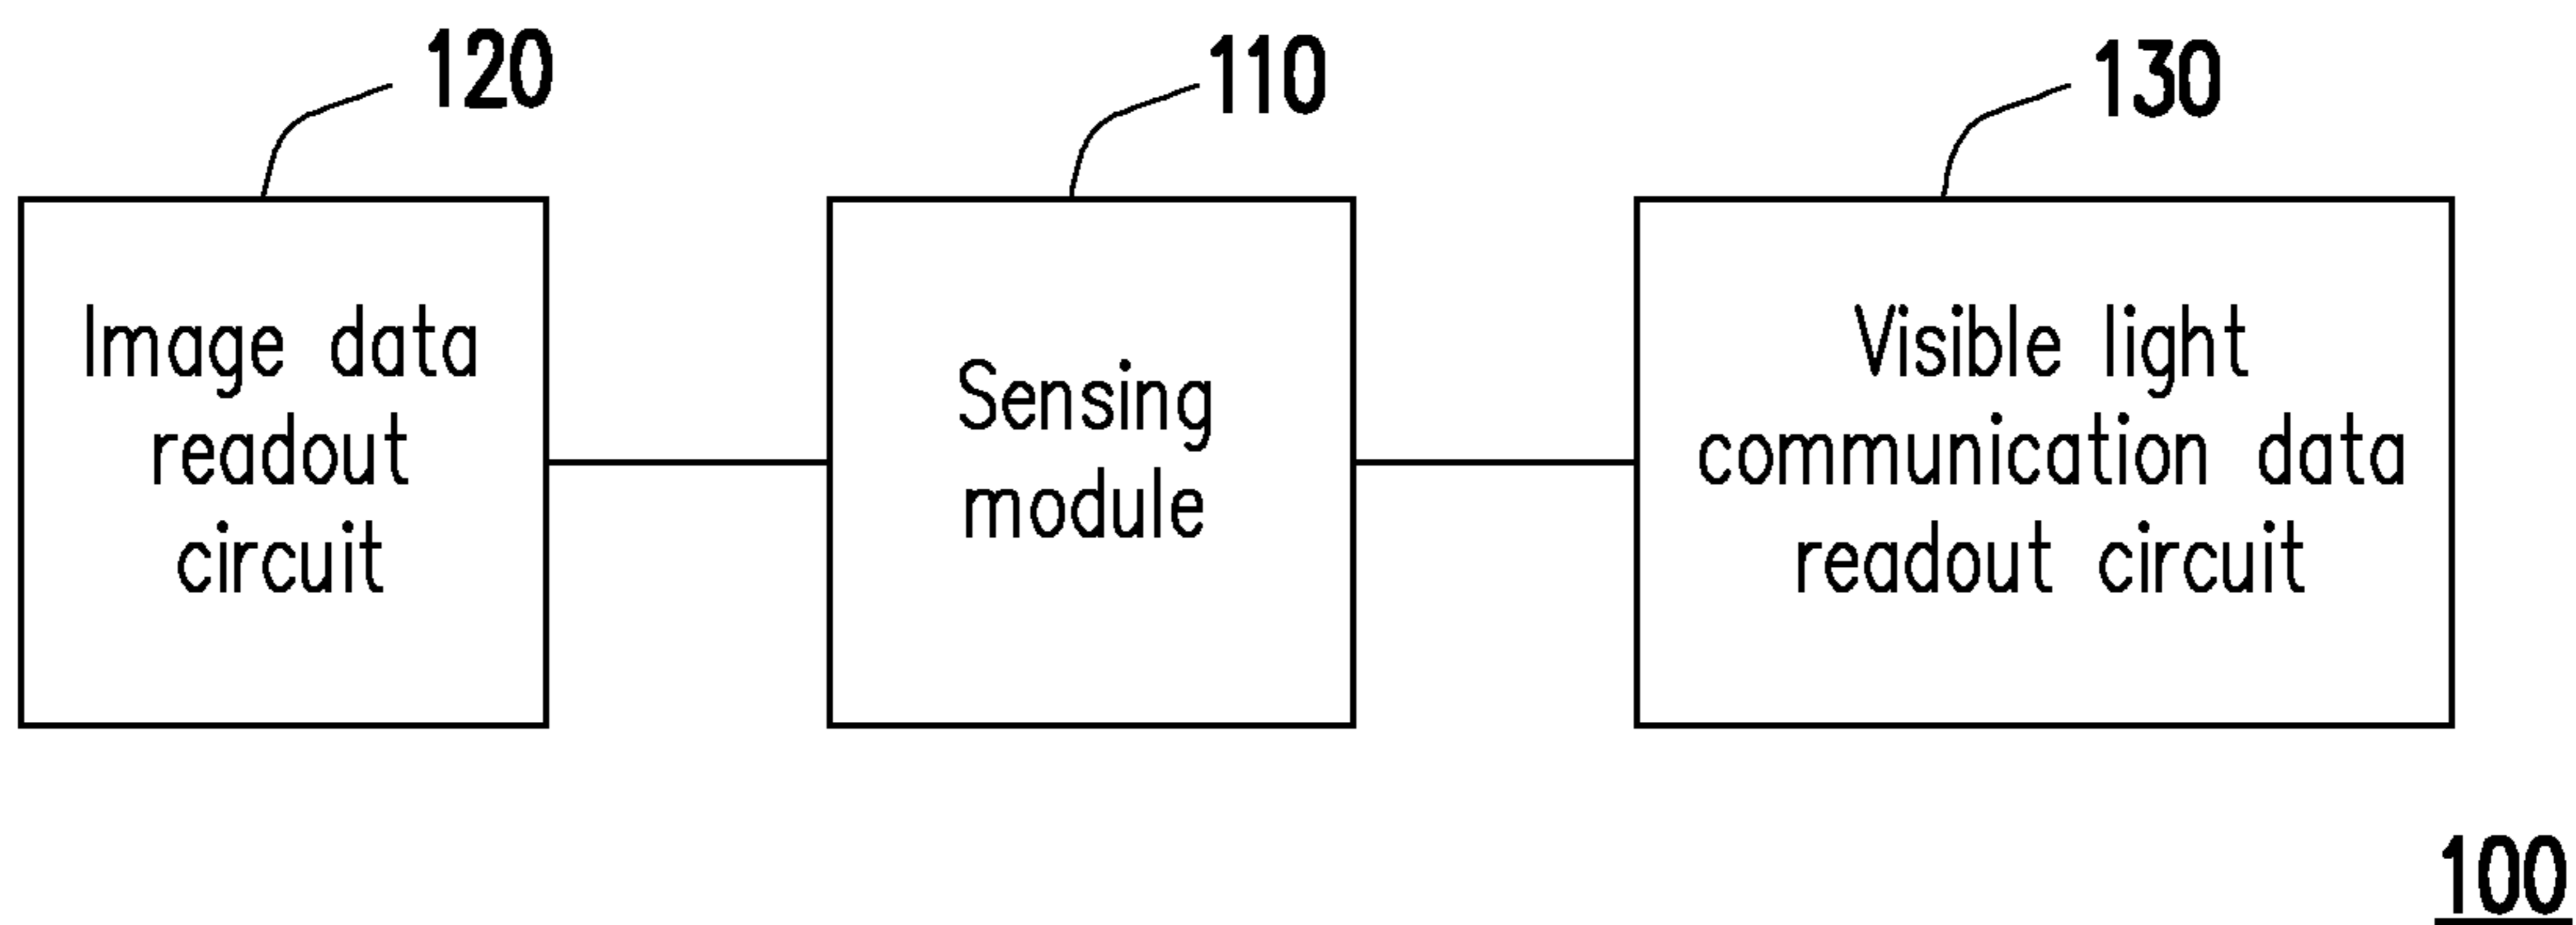 120
110
130
Image data
readout
circuit
Sensing
module
Visible light
communication data
readout circuit
100